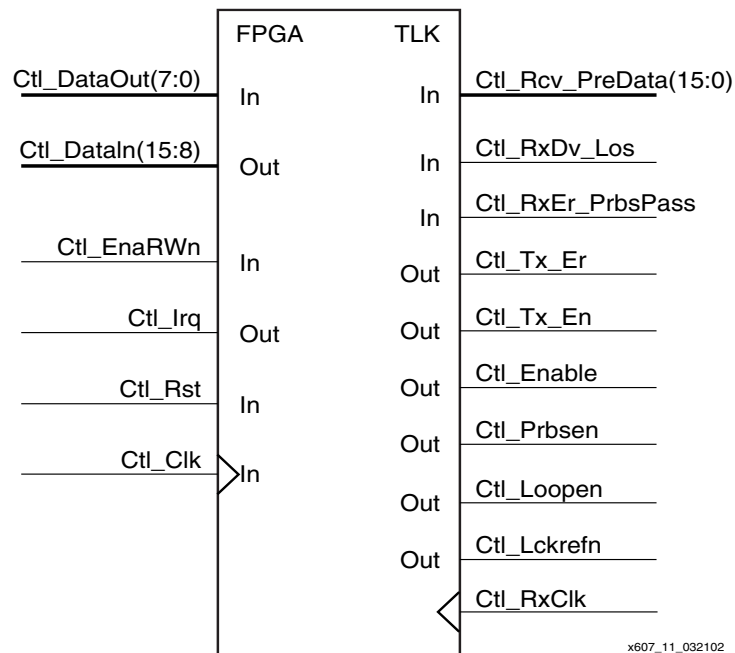 FPGA TLK
Ctl_DataOut(7:0) In In Ctl_Rcv_PreData(15:0)
Ctl_DataIn(15:8) Out In Ctl_RxDv_Los
In Ctl_RxEr_PrbsPass
Ctl_EnaRWn In Out Ctl_Tx_Er
Ctl_Irq Out Out Ctl_Tx_En
Ctl_Rst In Out Ctl_Enable
Ctl_Clk In Out Ctl_Prbsen
Out Ctl_Loopen
Out Ctl_Lckrefn
Ctl_RxClk
x607_11_032102